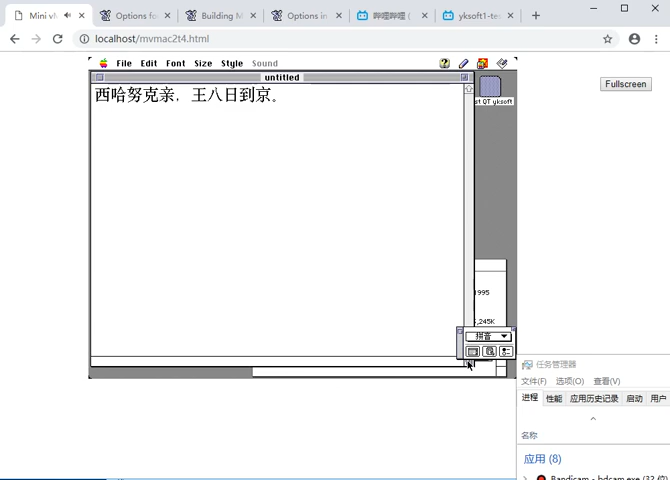 Mini v
Options fo
Building M
Options in
哔哩哔哩 (
yksoft1-tes
localhost/mvmac2t4.html
File Edit Font Size Style Sound
untitled
Fullscreen
西哈努克亲，王八日到京。
st QT yksoft
1995
,245K
拼音
任务管理器
文件(F) 选项(O) 查看(V)
进程 性能 应用历史记录 启动 用户
名称
应用 (8)
Bandicam - bdcam.exe (32 位)